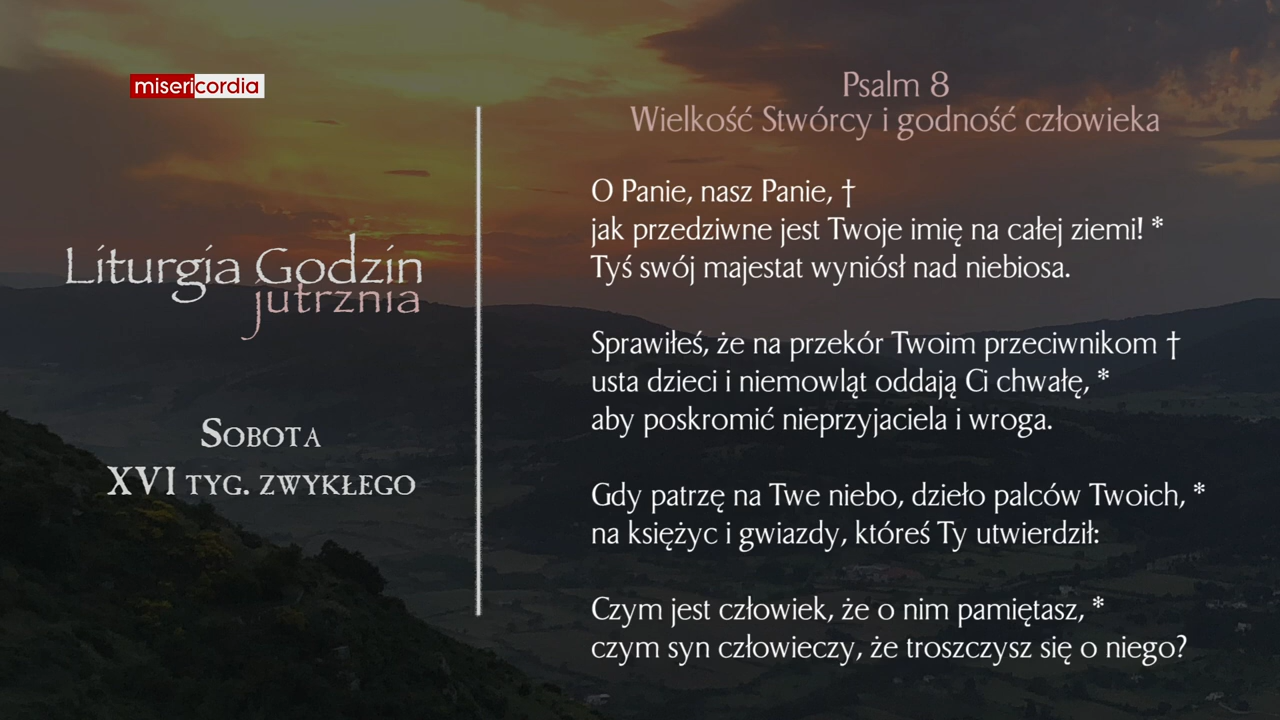 misericordia
Liturgia Godzin
jutrznia
Sobota
XVI tyg. zwykłego
Psalm 8
Wielkość Stwórcy i godność człowieka
O Panie, nasz Panie, †
jak przedziwne jest Twoje imię na całej ziemi! *
Tyś swój majestat wyniósł nad niebiosa.
Sprawiłeś, że na przekór Twoim przeciwnikom †
usta dzieci i niemowląt oddają Ci chwałę, *
aby poskromić nieprzyjaciela i wroga.
Gdy patrzę na Twe niebo, dzieło palców Twoich, *
na księżyc i gwiazdy, któreś Ty utwierdził:
Czym jest człowiek, że o nim pamiętasz, *
czym syn człowieczy, że troszczysz się o niego?